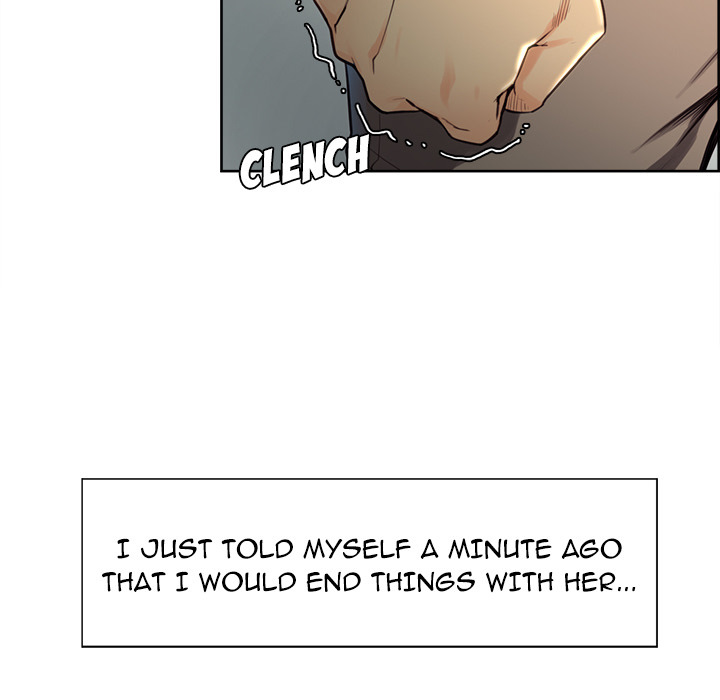 CLENCH
I JUST TOLD MYSELF A MINUTE AGO
THAT I WOULD END THINGS WITH HER...